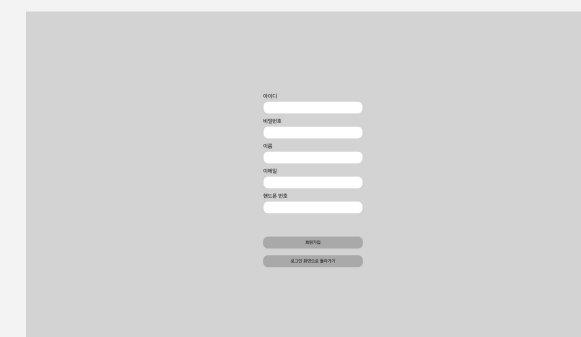 아이디
비밀번호
이름
이메일
핸드폰 번호
회원가입
로그인 화면으로 돌아가기